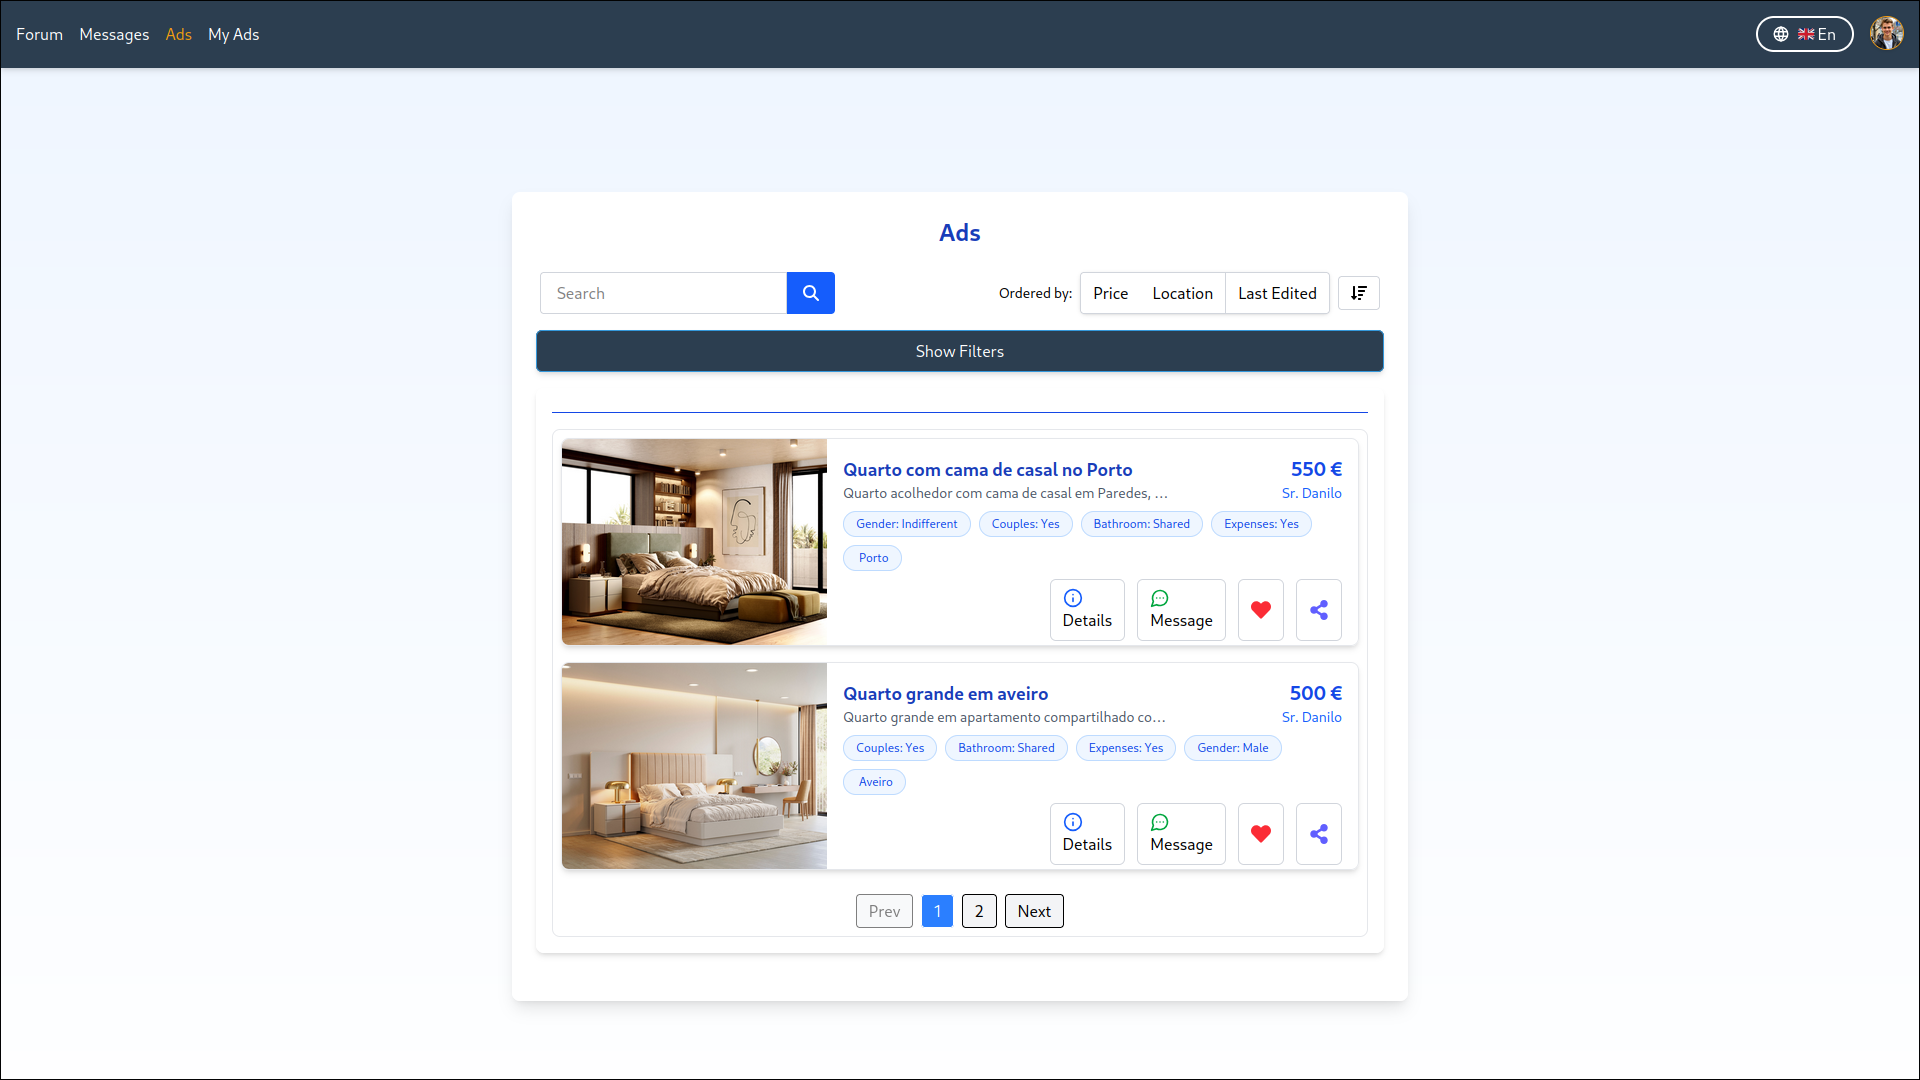 Forum Messages Ads My Ads En
Ads
Search Ordered by: Price Location Last Edited
Show Filters
Quarto com cama de casal no Porto 550 €
Quarto acolhedor com cama de casal em Paredes, ... Sr. Danilo
Gender: Indifferent Couples: Yes Bathroom: Shared Expenses: Yes
Porto
Details Message
Quarto grande em aveiro 500 €
Quarto grande em apartamento compartilhado co... Sr. Danilo
Couples: Yes Bathroom: Shared Expenses: Yes Gender: Male
Aveiro
Details Message
Prev 1 2 Next